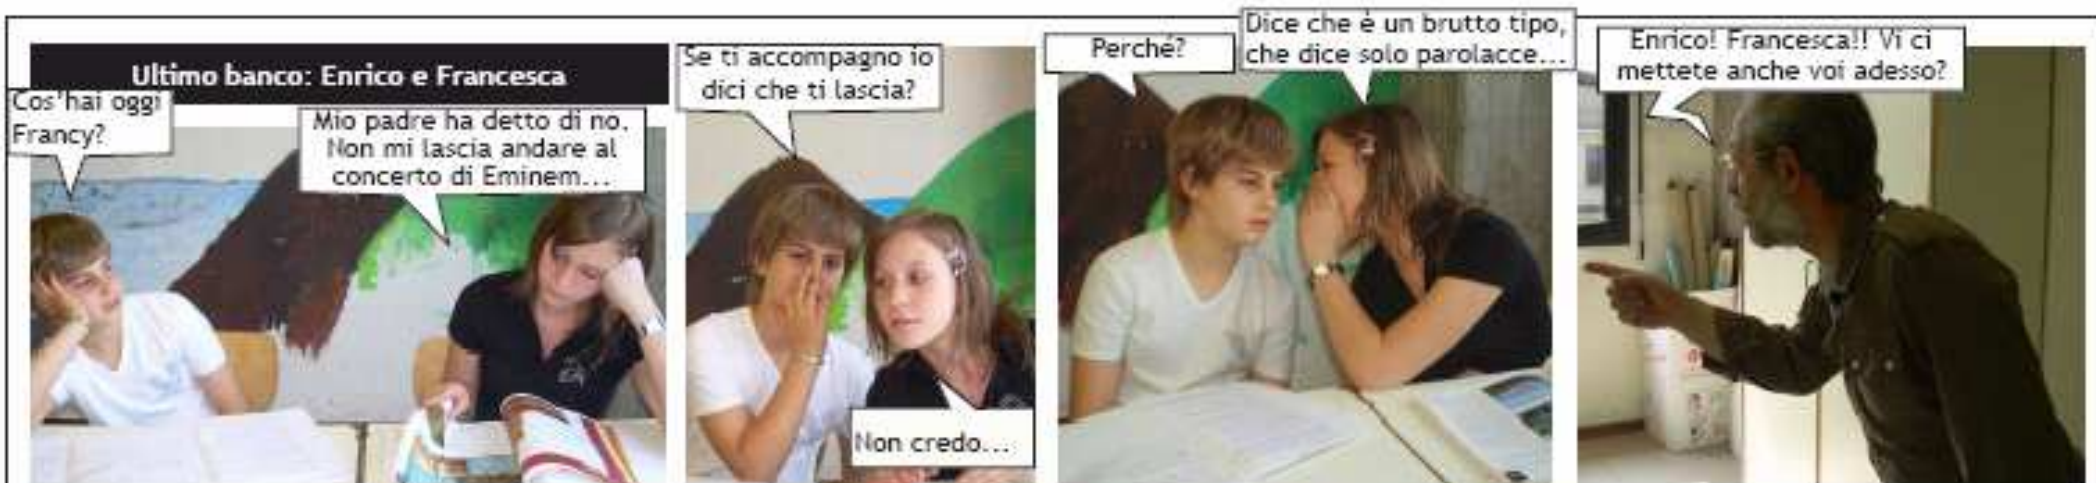 Ultimo banco: Enrico e Francesca
Cos'hai oggi
Francy?
Mio padre ha detto di no.
Non mi lascia andare al
concerto di Eminem...
Se ti accompagno io
dici che ti lascia?
Non credo...
Perché?
Dice che è un brutto tipo,
che dice solo parolacce...
Enrico! Francesca!! Vi ci
mettete anche voi adesso?